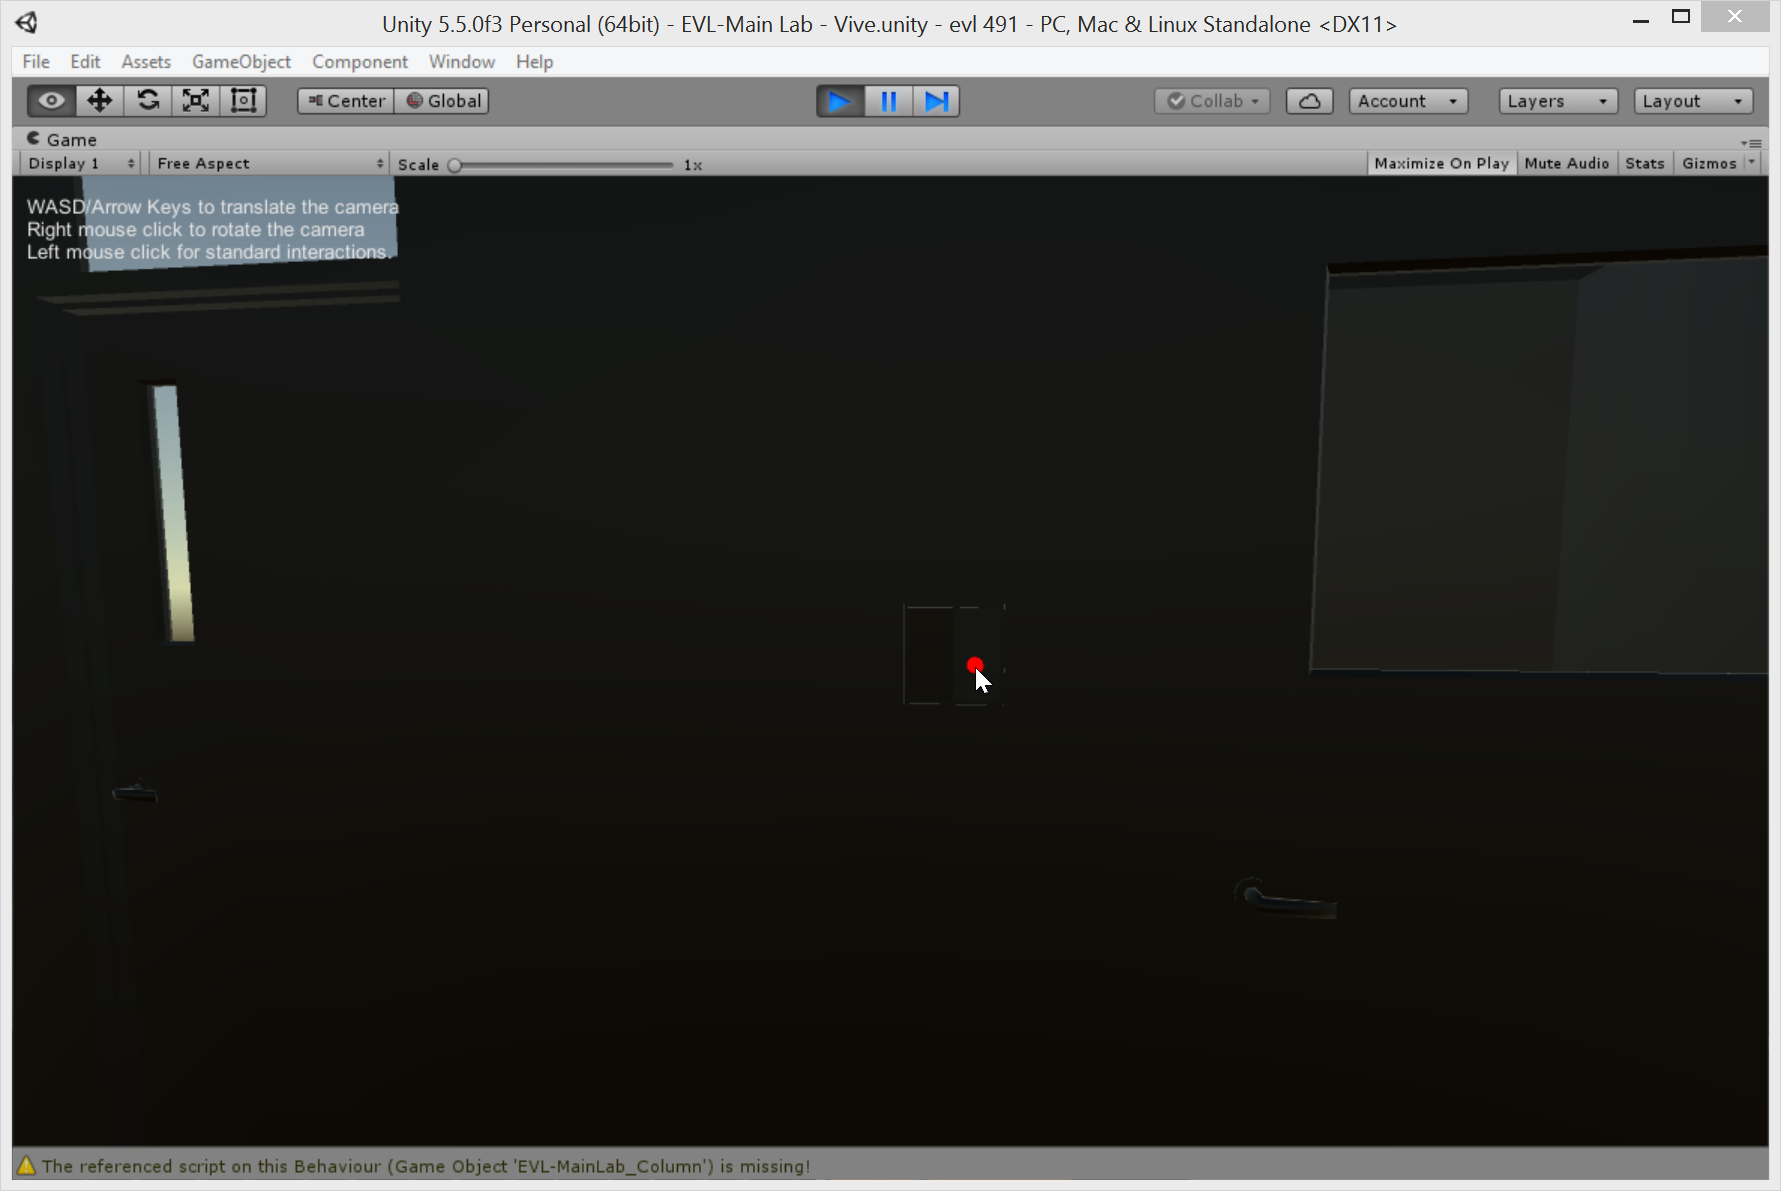 Unity 5.5.0f3 Personal (64bit) - EVL-Main Lab - Vive.unity - evl 491 - PC, Mac & Linux Standalone <DX11>
File Edit Assets GameObject Component Window Help
Center Global Collab Account Layers Layout
Game
Display 1 Free Aspect Scale 1x Maximize On Play Mute Audio Stats Gizmos
WASD/Arrow Keys to translate the camera
Right mouse click to rotate the camera
Left mouse click for standard interactions.
The referenced script on this Behaviour (Game Object 'EVL-MainLab_Column') is missing!